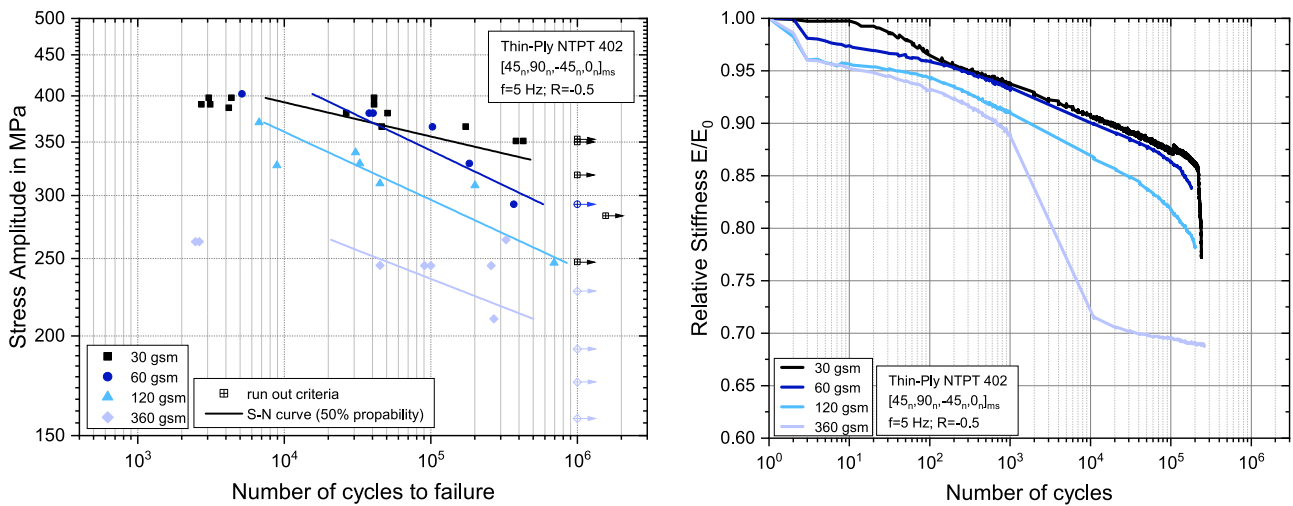 500
450
400
350
300
250
200
150
Stress Amplitude in MPa
Thin-Ply NTPT 402
[45ₙ,90ₙ,-45ₙ,0ₙ]ₘₛ
f=5 Hz; R=-0.5
30 gsm
60 gsm
120 gsm
360 gsm
run out criteria
S-N curve (50% propability)
10³
10⁴
10⁵
10⁶
Number of cycles to failure
1.00
0.95
0.90
0.85
0.80
0.75
0.70
0.65
0.60
Relative Stiffness E/E₀
30 gsm
60 gsm
120 gsm
360 gsm
Thin-Ply NTPT 402
[45ₙ,90ₙ,-45ₙ,0ₙ]ₘₛ
f=5 Hz; R=-0.5
10⁰
10¹
10²
10³
10⁴
10⁵
10⁶
Number of cycles